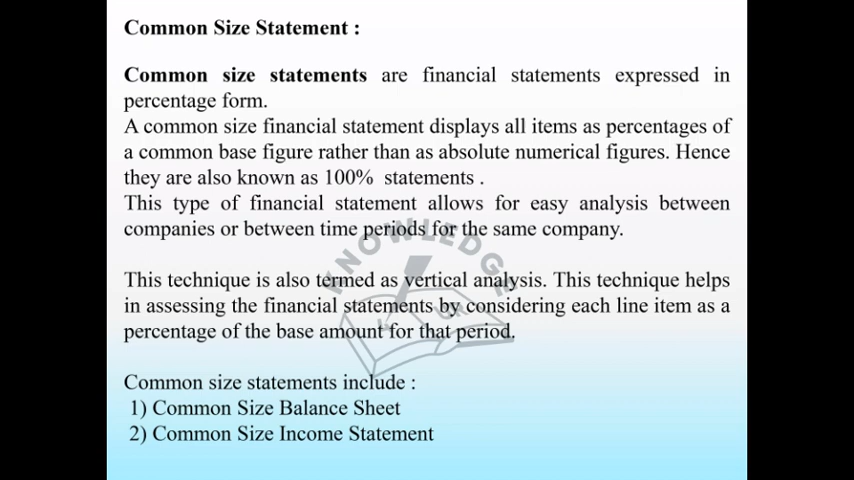 Common Size Statement :
Common size statements are financial statements expressed in
percentage form.
A common size financial statement displays all items as percentages of
a common base figure rather than as absolute numerical figures. Hence
they are also known as 100% statements .
This type of financial statement allows for easy analysis between
companies or between time periods for the same company.
KNOWLEDGE
This technique is also termed as vertical analysis. This technique helps
in assessing the financial statements by considering each line item as a
percentage of the base amount for that period.
Common size statements include :
1) Common Size Balance Sheet
2) Common Size Income Statement